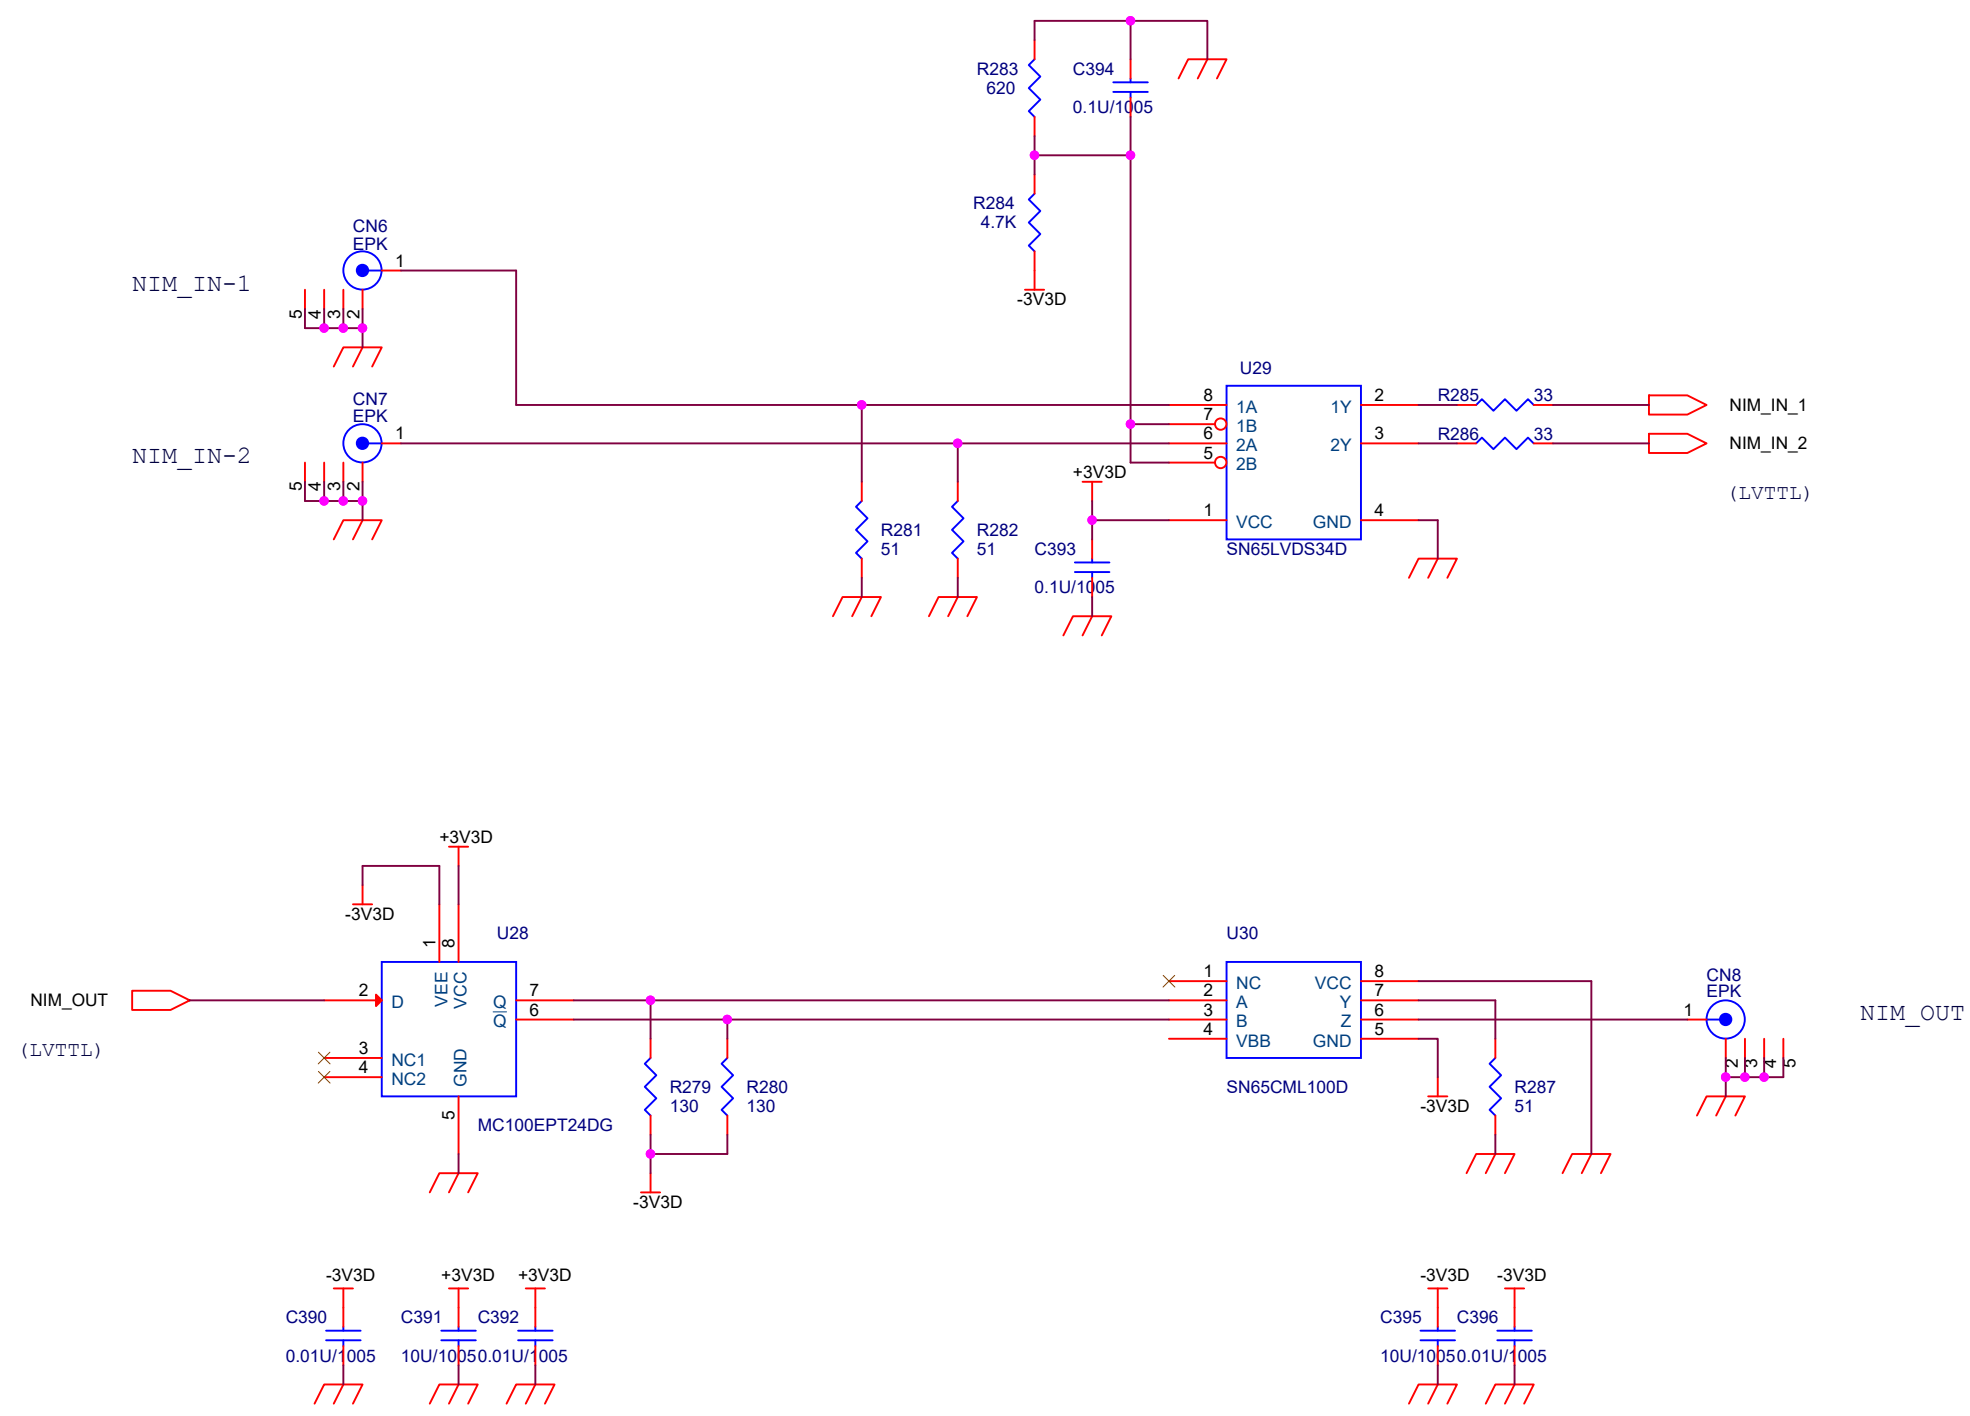 R283
620
C394
0.1U/1005
R284
4.7K
-3V3D
CN6
EPK
1
NIM_IN-1
5
4
3
2
CN7
EPK
1
NIM_IN-2
5
4
3
2
U29
8
1A
7
1B
6
2A
5
2B
1
VCC
1Y
2
2Y
3
GND
4
SN65LVDS34D
R285
33
NIM_IN_1
R286
33
NIM_IN_2
(LVTTL)
+3V3D
C393
0.1U/1005
R281
51
R282
51
+3V3D
-3V3D
U28
1
8
VEE
VCC
NIM_OUT
(LVTTL)
2
D
3
NC1
4
NC2
Q
7
Q
6
GND
5
MC100EPT24DG
R279
130
R280
130
-3V3D
U30
1
NC
2
A
3
B
4
VBB
VCC
8
Y
7
Z
6
GND
5
SN65CML100D
-3V3D
R287
51
CN8
EPK
1
2
3
4
5
NIM_OUT
-3V3D
C390
0.01U/1005
+3V3D
C391
10U/1005
+3V3D
C392
0.01U/1005
-3V3D
C395
10U/1005
-3V3D
C396
0.01U/1005